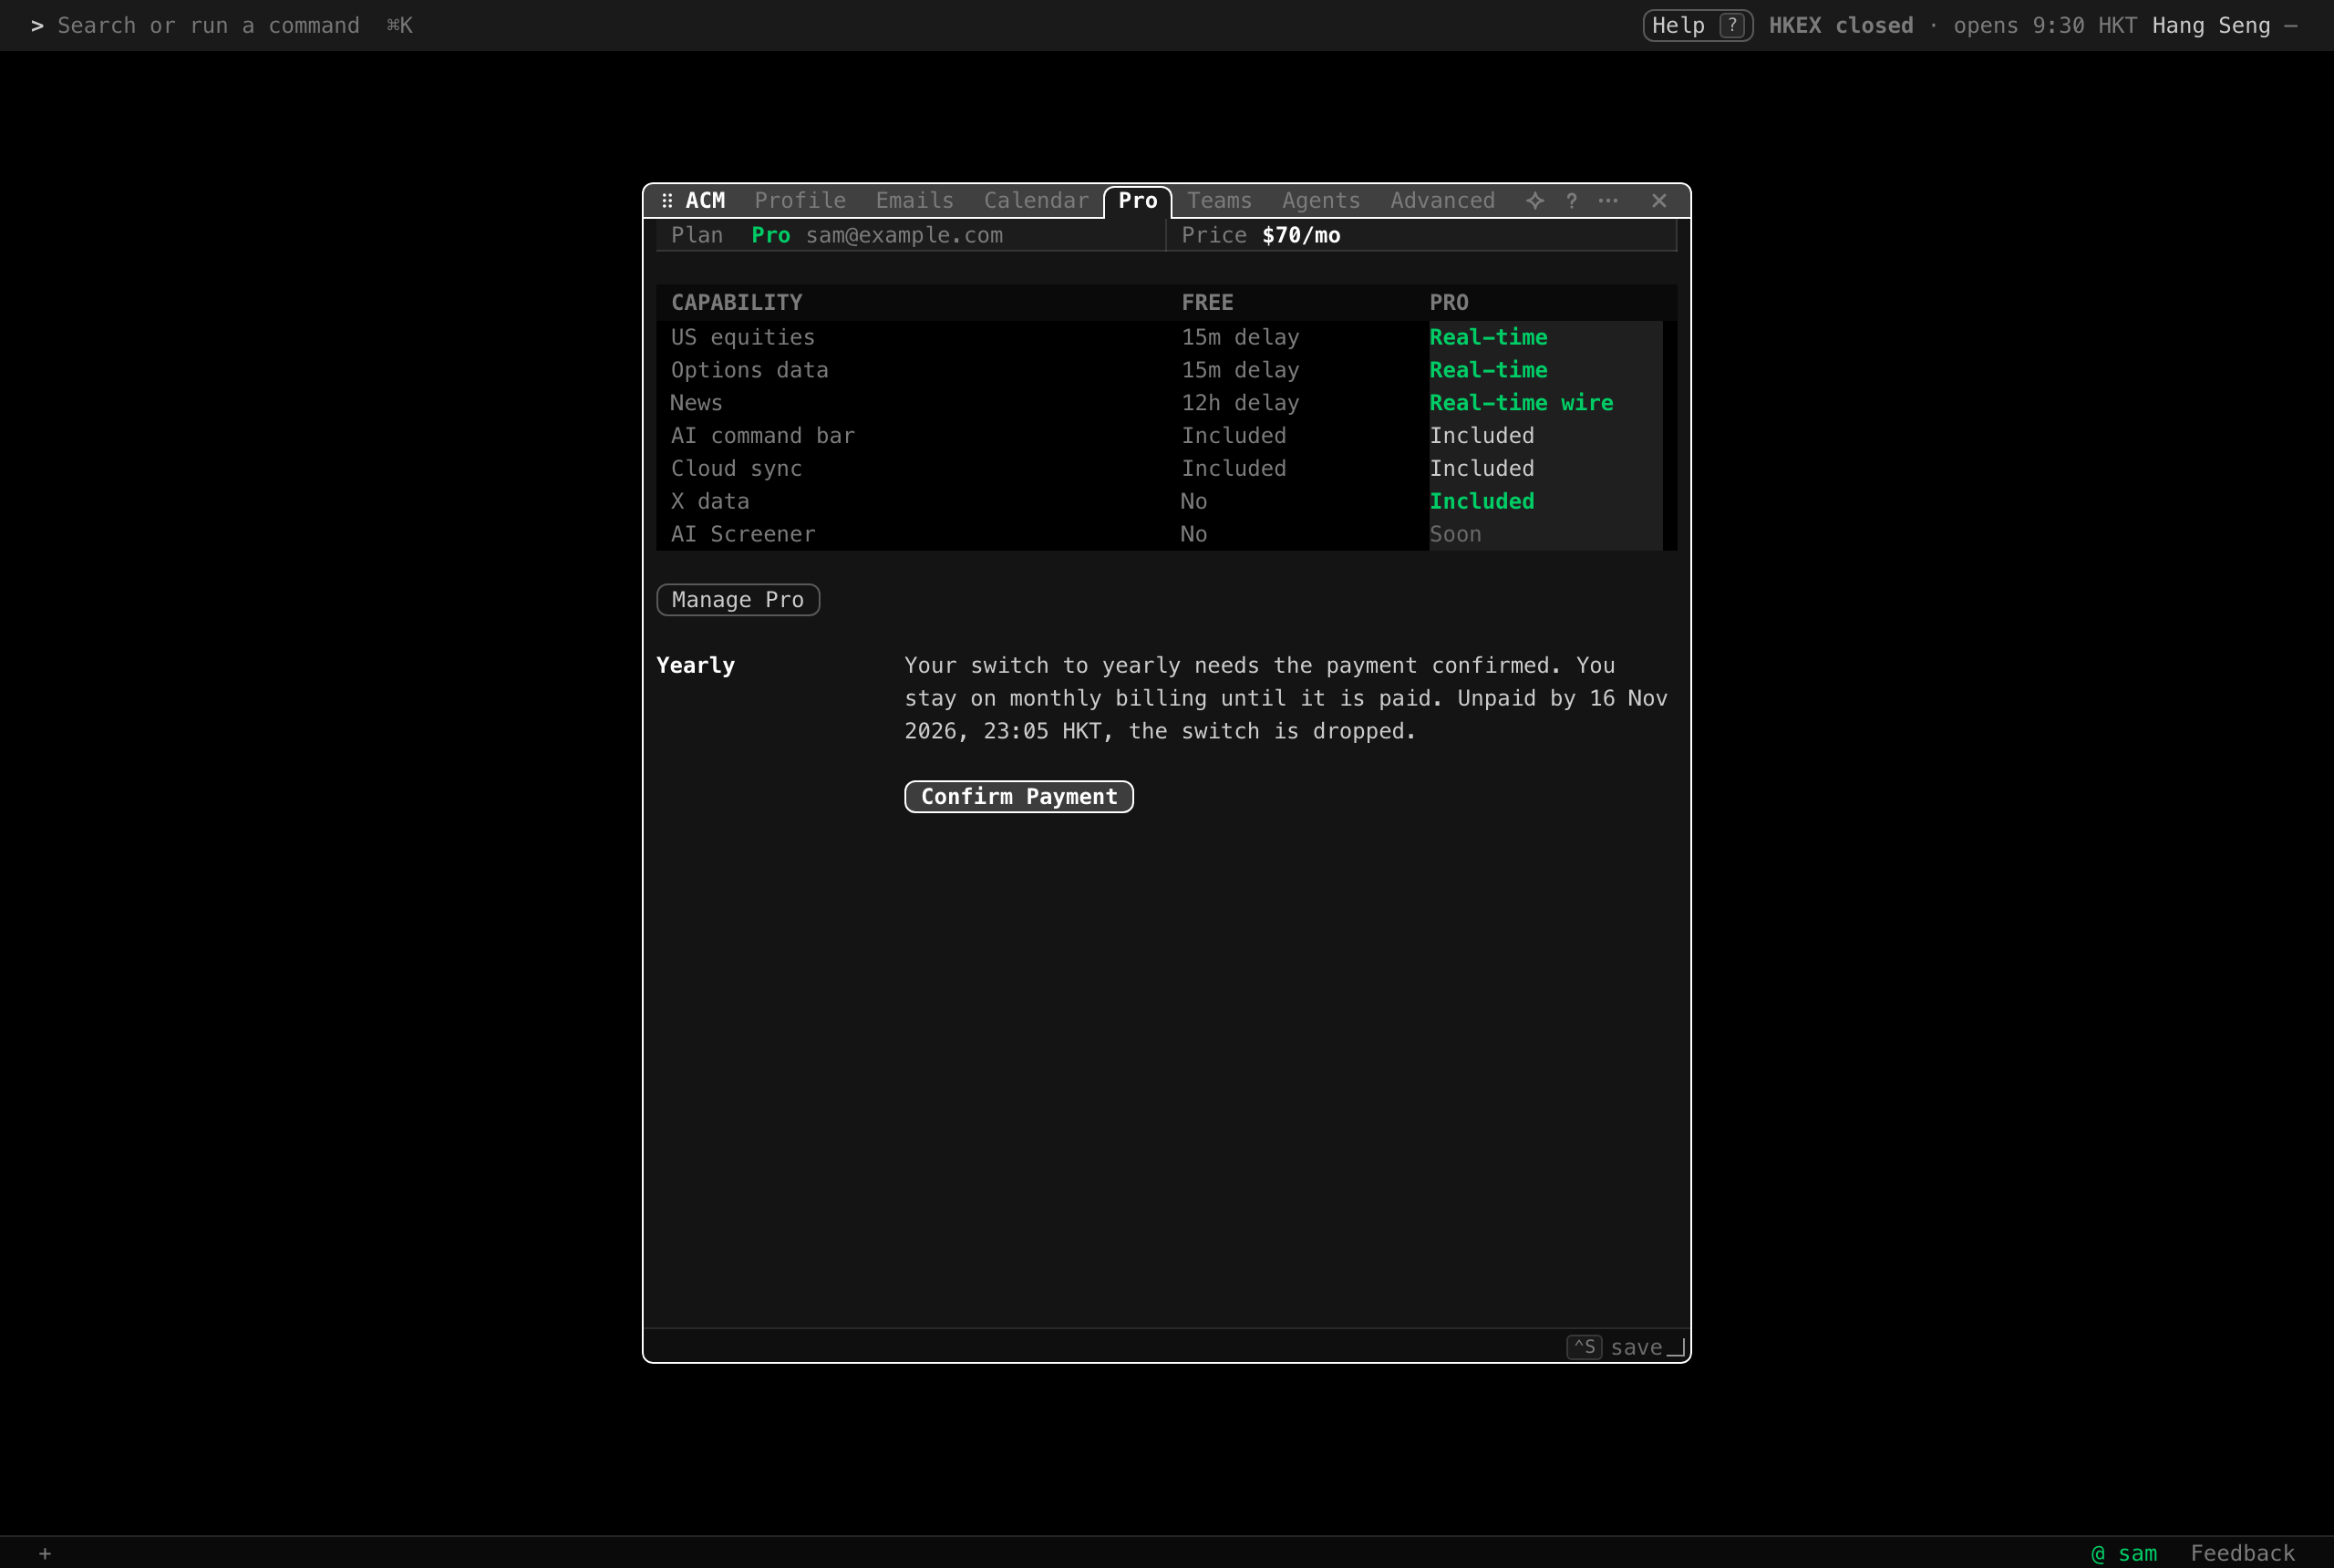 > Search or run a command ⌘K
Help ? HKEX closed · opens 9:30 HKT Hang Seng —
ACM Profile Emails Calendar Pro Teams Agents Advanced ? ···
Plan Pro sam@example.com Price $70/mo
CAPABILITY FREE PRO
US equities 15m delay Real-time
Options data 15m delay Real-time
News 12h delay Real-time wire
AI command bar Included Included
Cloud sync Included Included
X data No Included
AI Screener No Soon
Manage Pro
Yearly
Your switch to yearly needs the payment confirmed. You
stay on monthly billing until it is paid. Unpaid by 16 Nov
2026, 23:05 HKT, the switch is dropped.
Confirm Payment
^S save
+
@ sam Feedback